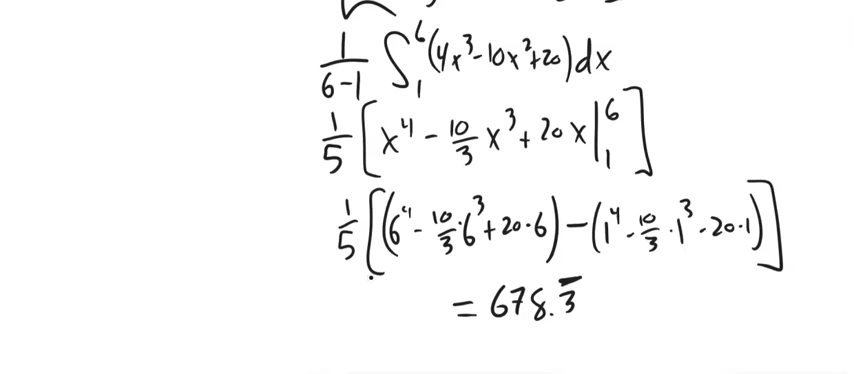 1/(6-1) ∫₁⁶ (4x³-10x²+20)dx
1/5 [x⁴ - 10/3 x³ + 20x |₁⁶]
1/5 [(6⁴ - 10/3·6³ + 20·6) - (1⁴ - 10/3·1³ - 20·1)]
= 678.3̅